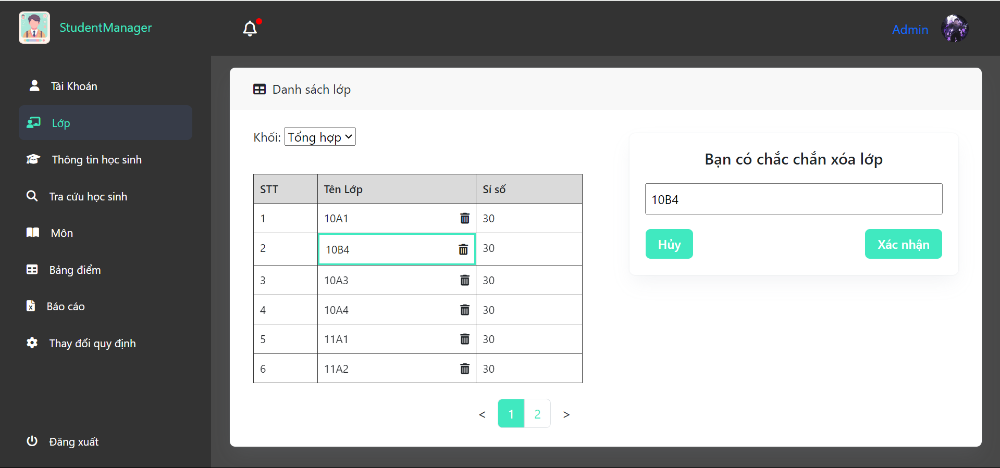 StudentManager
Admin
Tài Khoản
Lớp
Thông tin học sinh
Tra cứu học sinh
Môn
Bảng điểm
Báo cáo
Thay đổi quy định
Đăng xuất
Danh sách lớp
Khối: Tổng hợp
STT Tên Lớp Sỉ số
1 10A1 30
2 10B4 30
3 10A3 30
4 10A4 30
5 11A1 30
6 11A2 30
< 1 2 >
Bạn có chắc chắn xóa lớp
10B4
Hủy Xác nhận